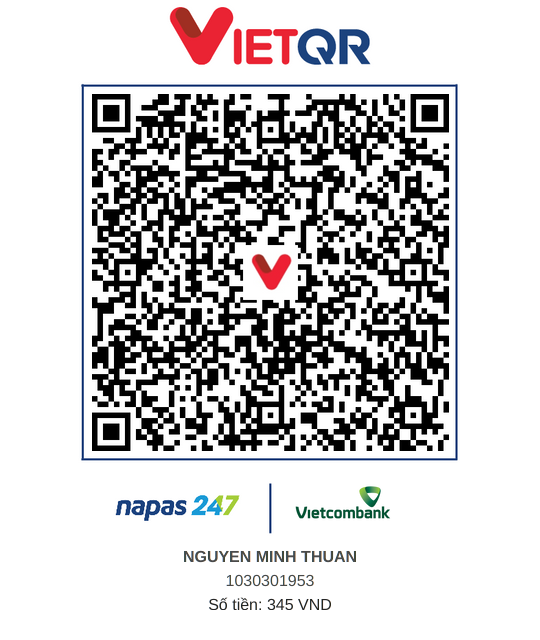 VIETQR
napas 247
Vietcombank
NGUYEN MINH THUAN
1030301953
Số tiền: 345 VND